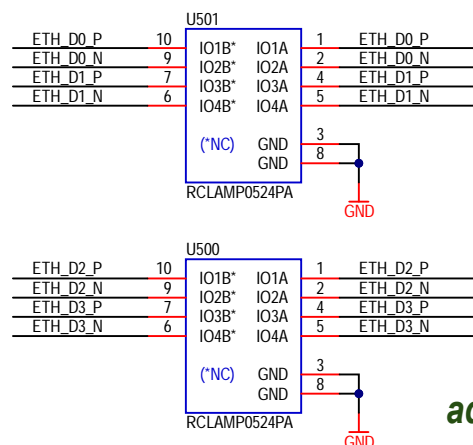 U501
ETH_D0_P 10 IO1B* IO1A 1 ETH_D0_P
ETH_D0_N 9 IO2B* IO2A 2 ETH_D0_N
ETH_D1_P 7 IO3B* IO3A 4 ETH_D1_P
ETH_D1_N 6 IO4B* IO4A 5 ETH_D1_N
(*NC) GND 3
GND 8
RCLAMP0524PA
GND
U500
ETH_D2_P 10 IO1B* IO1A 1 ETH_D2_P
ETH_D2_N 9 IO2B* IO2A 2 ETH_D2_N
ETH_D3_P 7 IO3B* IO3A 4 ETH_D3_P
ETH_D3_N 6 IO4B* IO4A 5 ETH_D3_N
(*NC) GND 3
GND 8
RCLAMP0524PA
GND